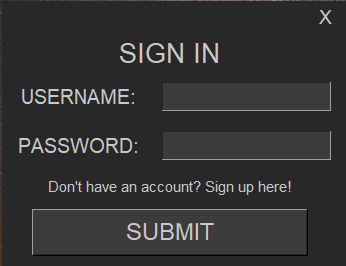 X
SIGN IN
USERNAME:
PASSWORD:
Don't have an account? Sign up here!
SUBMIT